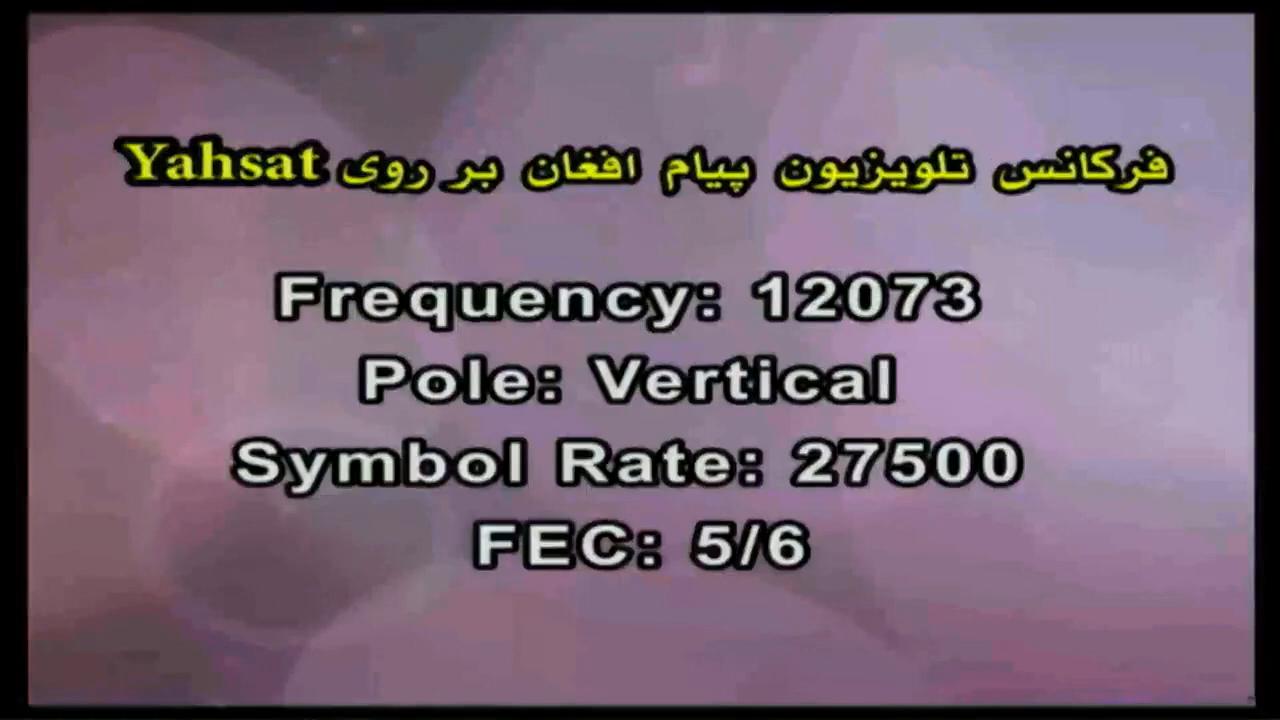 فرکانس تلویزیون پیام افغان بر روی Yahsat
Frequency: 12073
Pole: Vertical
Symbol Rate: 27500
FEC: 5/6